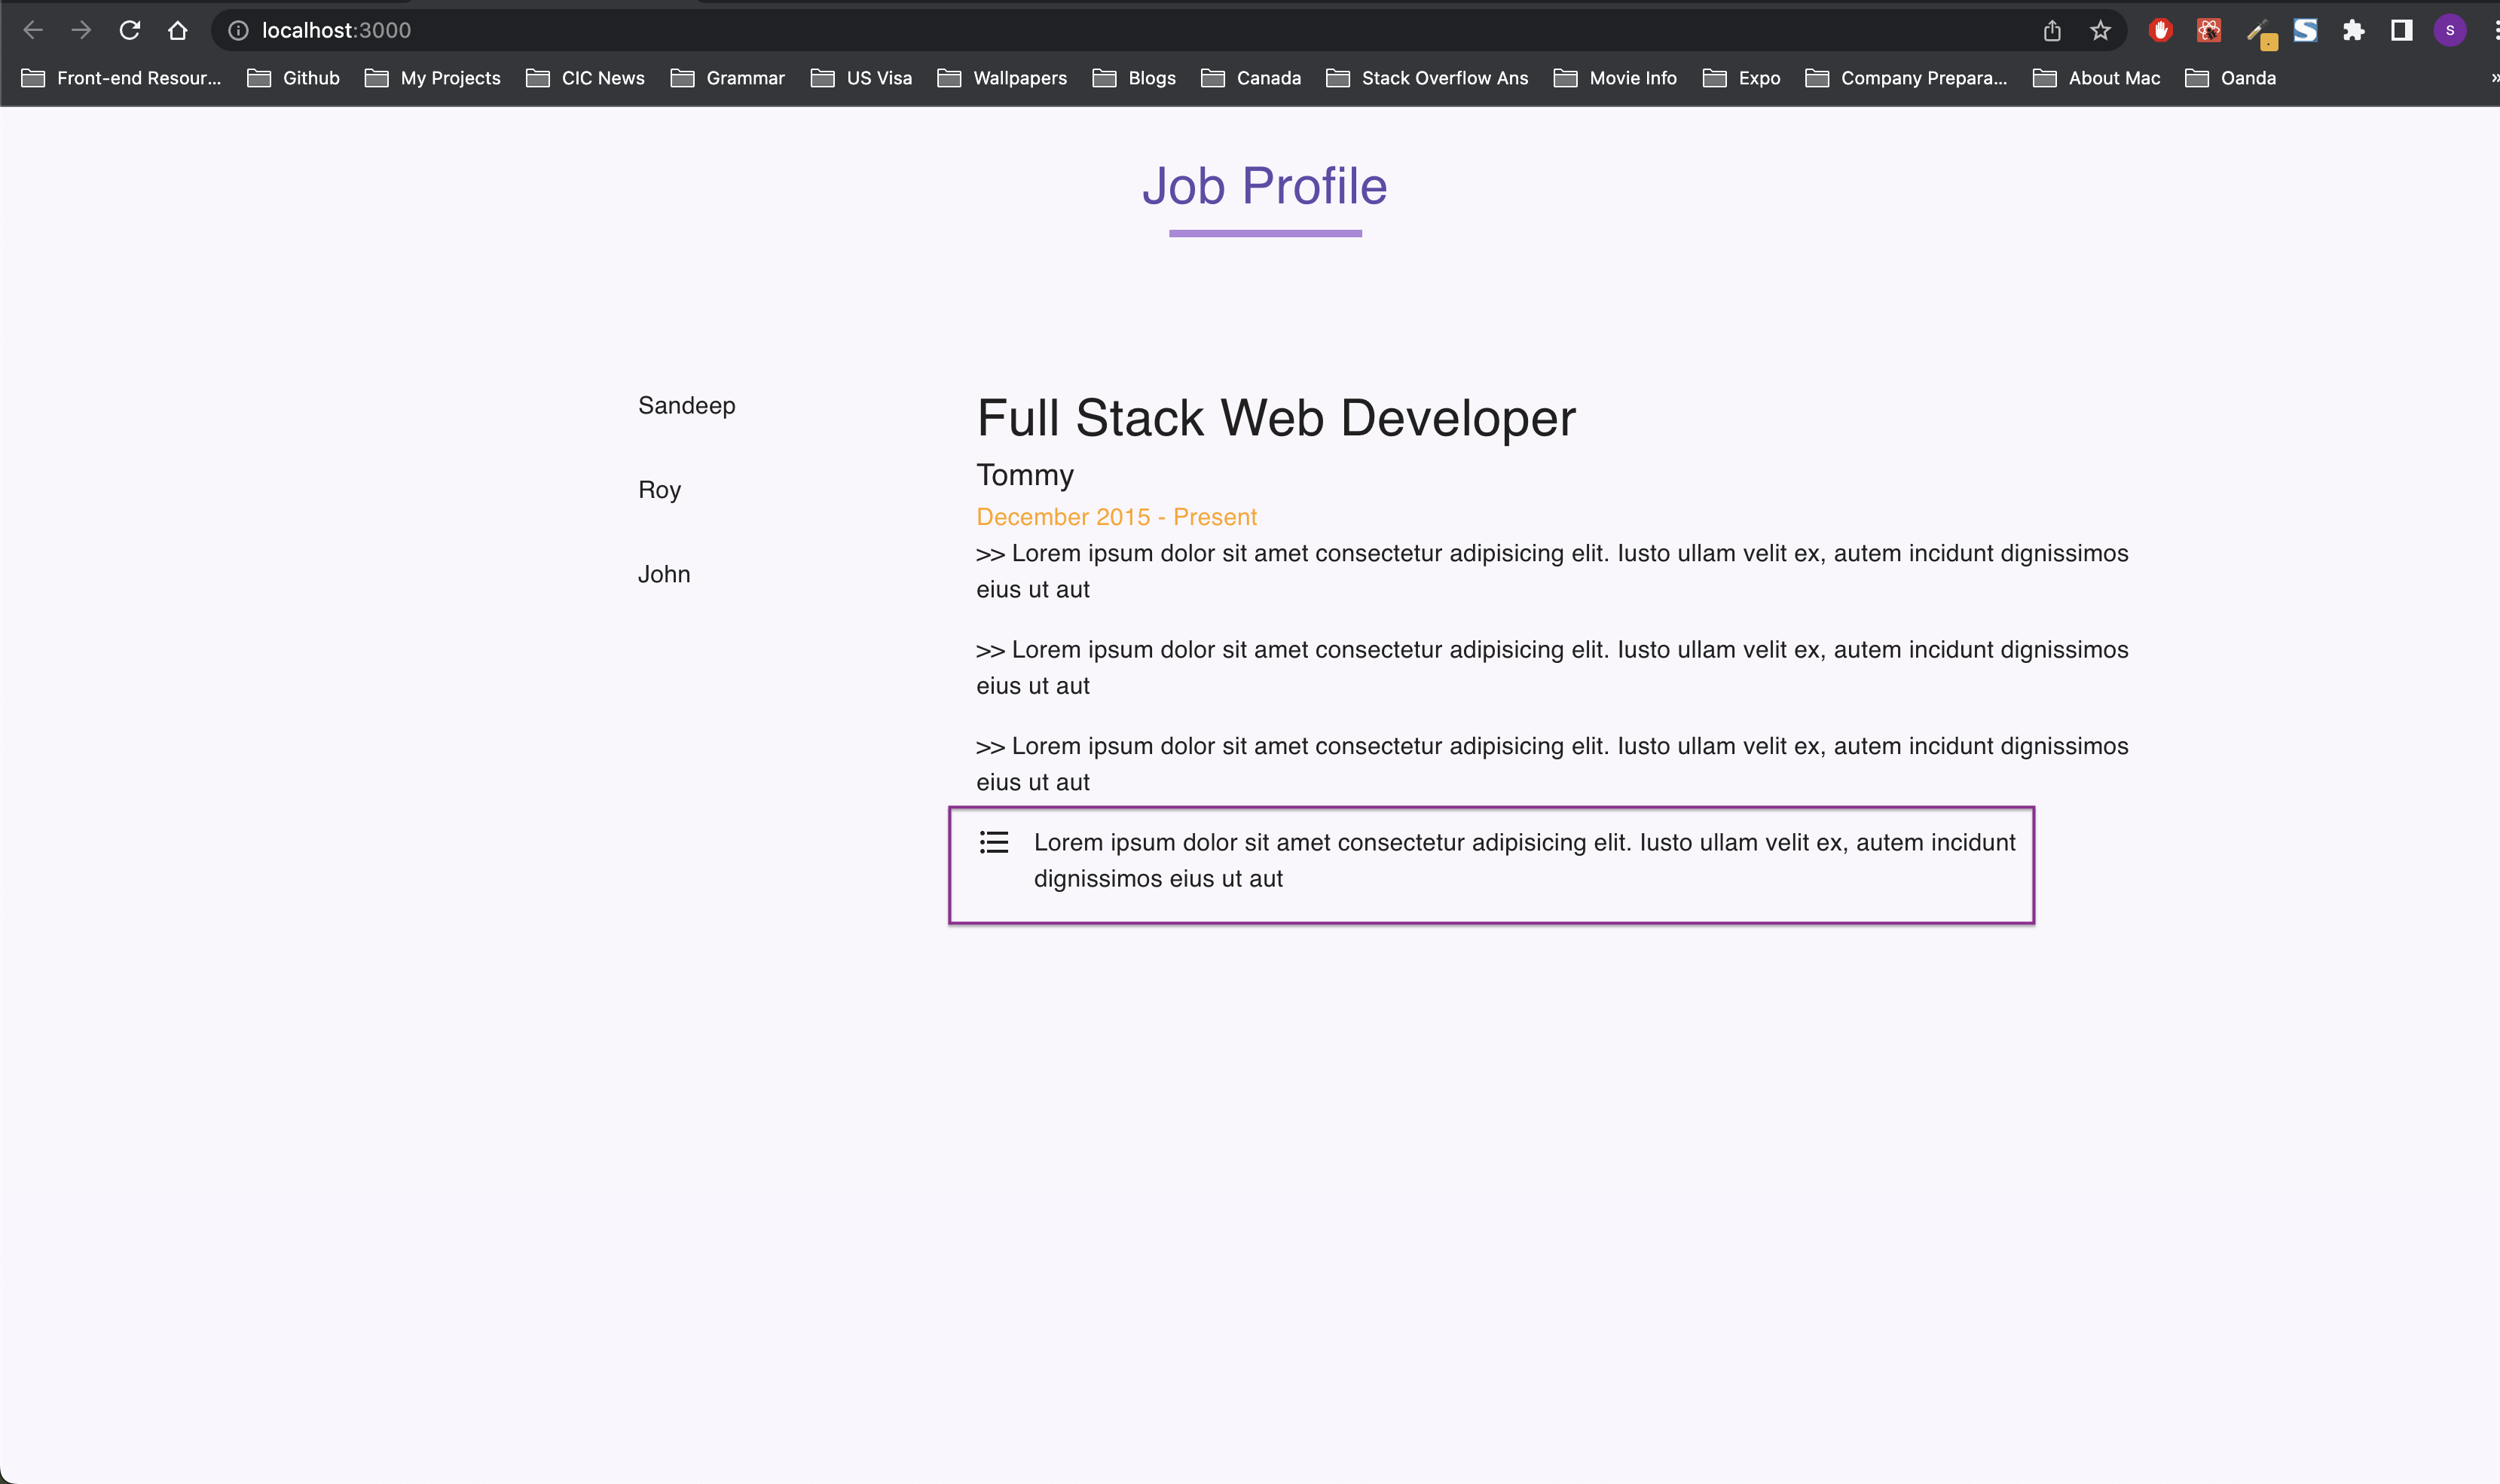 localhost:3000
S
Front-end Resour... Github My Projects CIC News Grammar US Visa Wallpapers Blogs Canada Stack Overflow Ans Movie Info Expo Company Prepara... About Mac Oanda »
Job Profile
Sandeep
Roy
John
Full Stack Web Developer
Tommy
December 2015 - Present
>> Lorem ipsum dolor sit amet consectetur adipisicing elit. Iusto ullam velit ex, autem incidunt dignissimos
eius ut aut
>> Lorem ipsum dolor sit amet consectetur adipisicing elit. Iusto ullam velit ex, autem incidunt dignissimos
eius ut aut
>> Lorem ipsum dolor sit amet consectetur adipisicing elit. Iusto ullam velit ex, autem incidunt dignissimos
eius ut aut
Lorem ipsum dolor sit amet consectetur adipisicing elit. Iusto ullam velit ex, autem incidunt
dignissimos eius ut aut